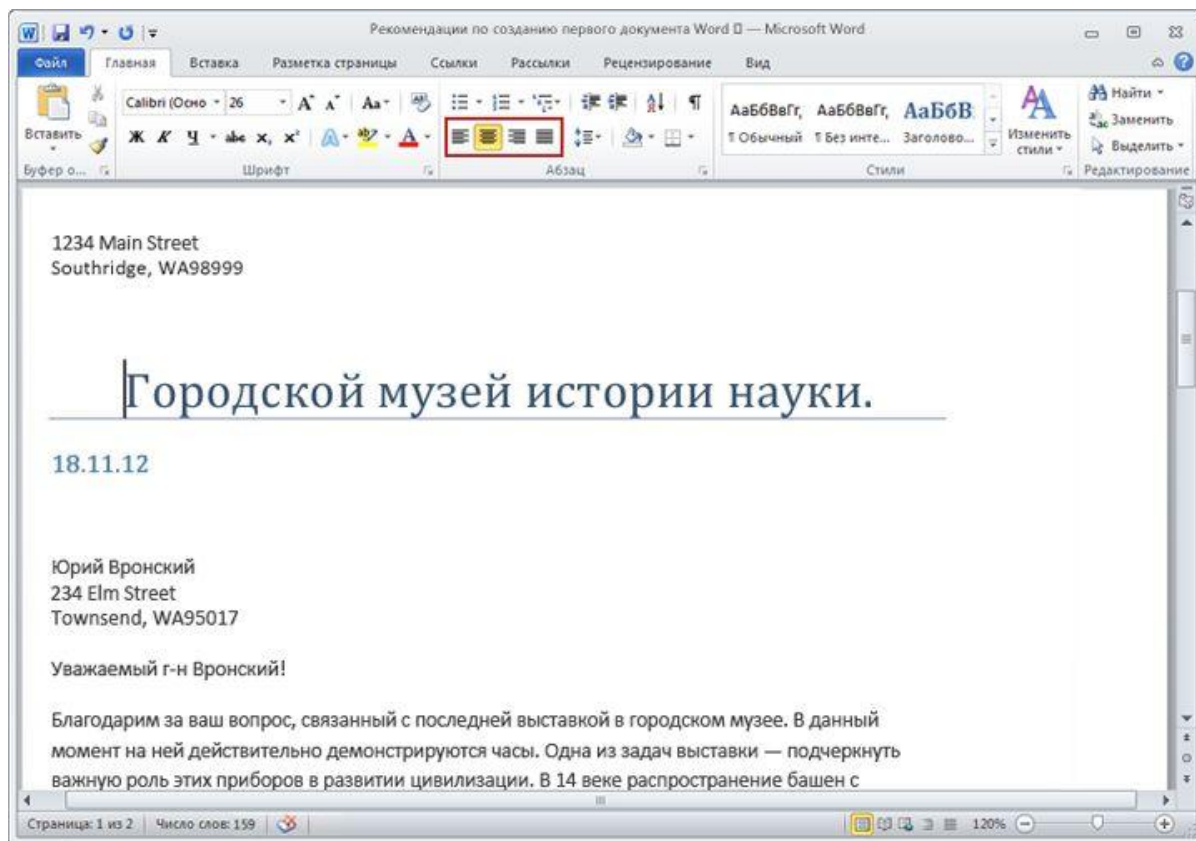 Рекомендации по созданию первого документа Word — Microsoft Word
Файл Главная Вставка Разметка страницы Ссылки Рассылки Рецензирование Вид
Вставить
Calibri (Осно 26 Aa
Ж К Ч abc x, x² A ab A
АаБбВвГг, АаБбВвГг, АаБбВ
¶ Обычный ¶ Без инте... Заголово...
Изменить стили
Найти
Заменить
Выделить
Буфер о... Шрифт Абзац Стили Редактирование
1234 Main Street
Southridge, WA98999
Городской музей истории науки.
18.11.12
Юрий Вронский
234 Elm Street
Townsend, WA95017
Уважаемый г-н Вронский!
Благодарим за ваш вопрос, связанный с последней выставкой в городском музее. В данный
момент на ней действительно демонстрируются часы. Одна из задач выставки — подчеркнуть
важную роль этих приборов в развитии цивилизации. В 14 веке распространение башен с
Страница: 1 из 2 Число слов: 159 120%